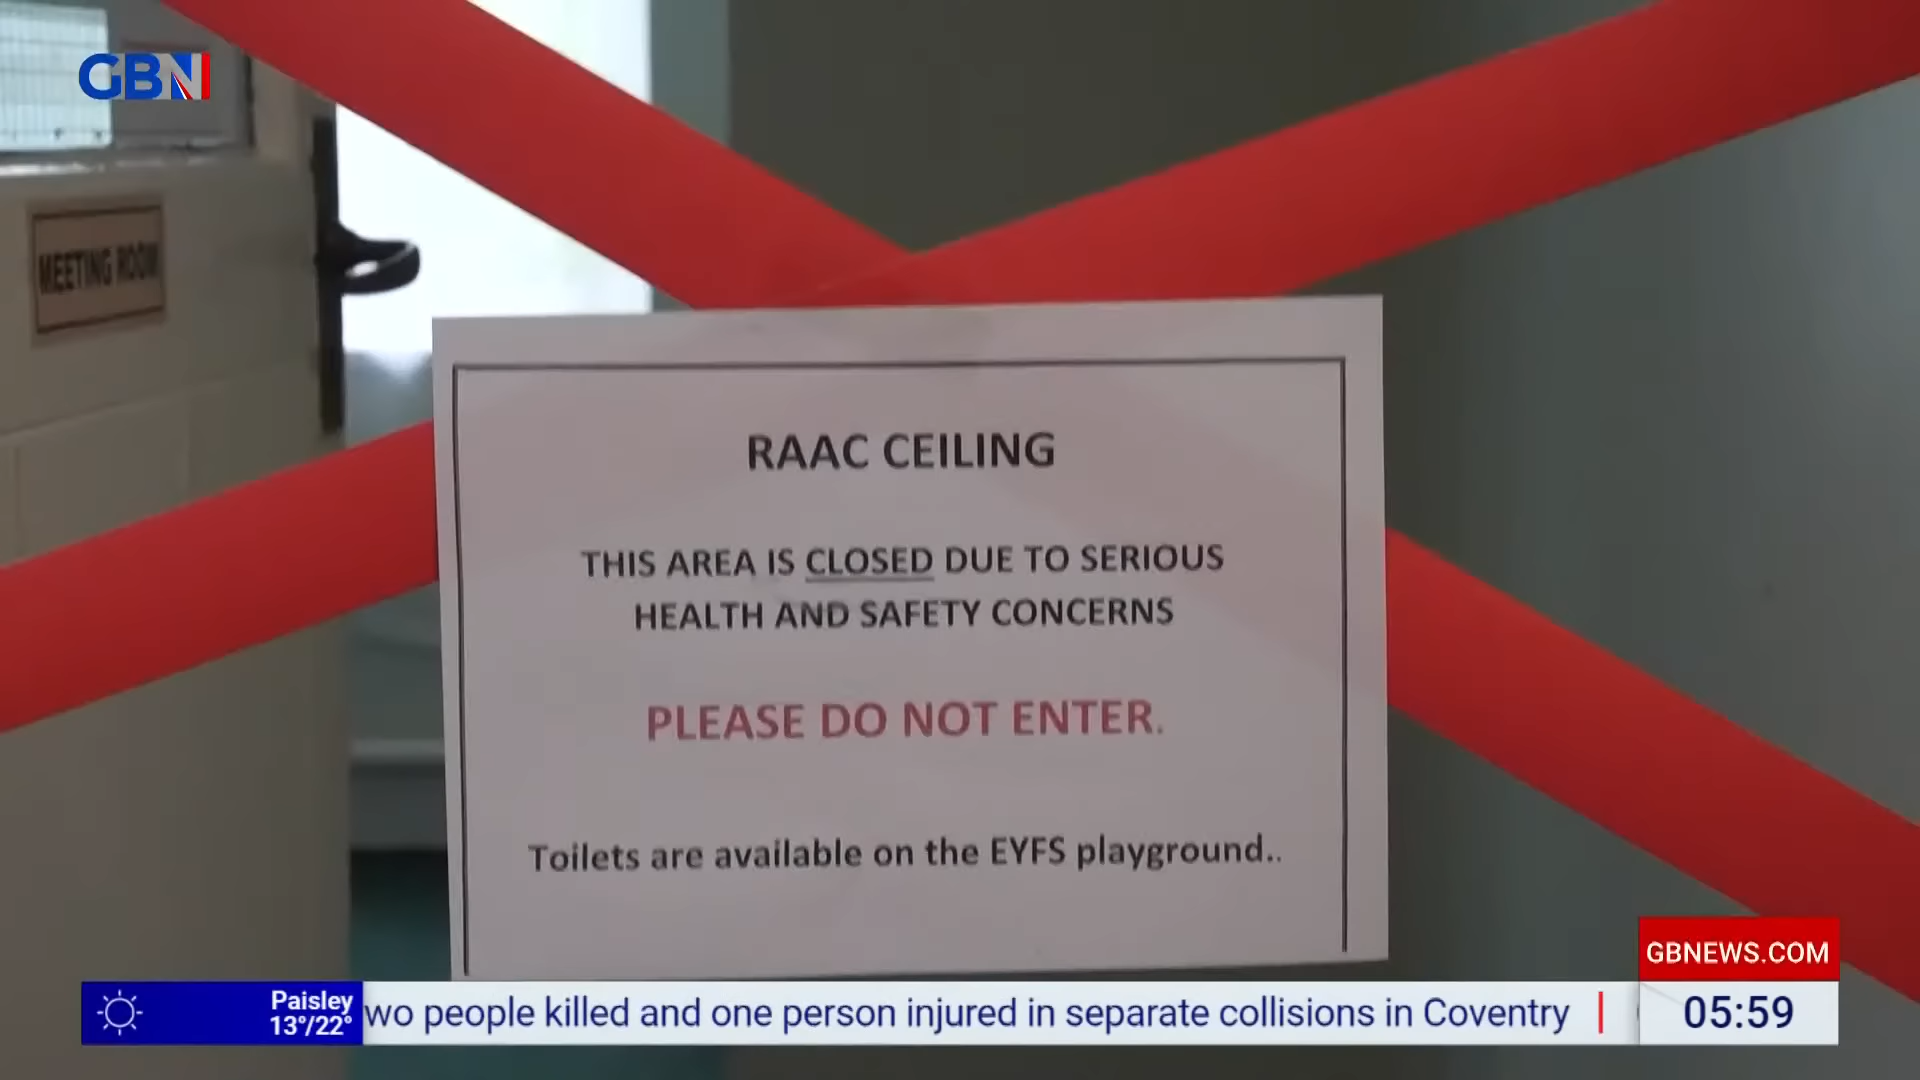 GBN
MEETING ROOM
RAAC CEILING
THIS AREA IS CLOSED DUE TO SERIOUS
HEALTH AND SAFETY CONCERNS
PLEASE DO NOT ENTER.
Toilets are available on the EYFS playground..
GBNEWS.COM
Paisley
13°/22°
wo people killed and one person injured in separate collisions in Coventry
05:59